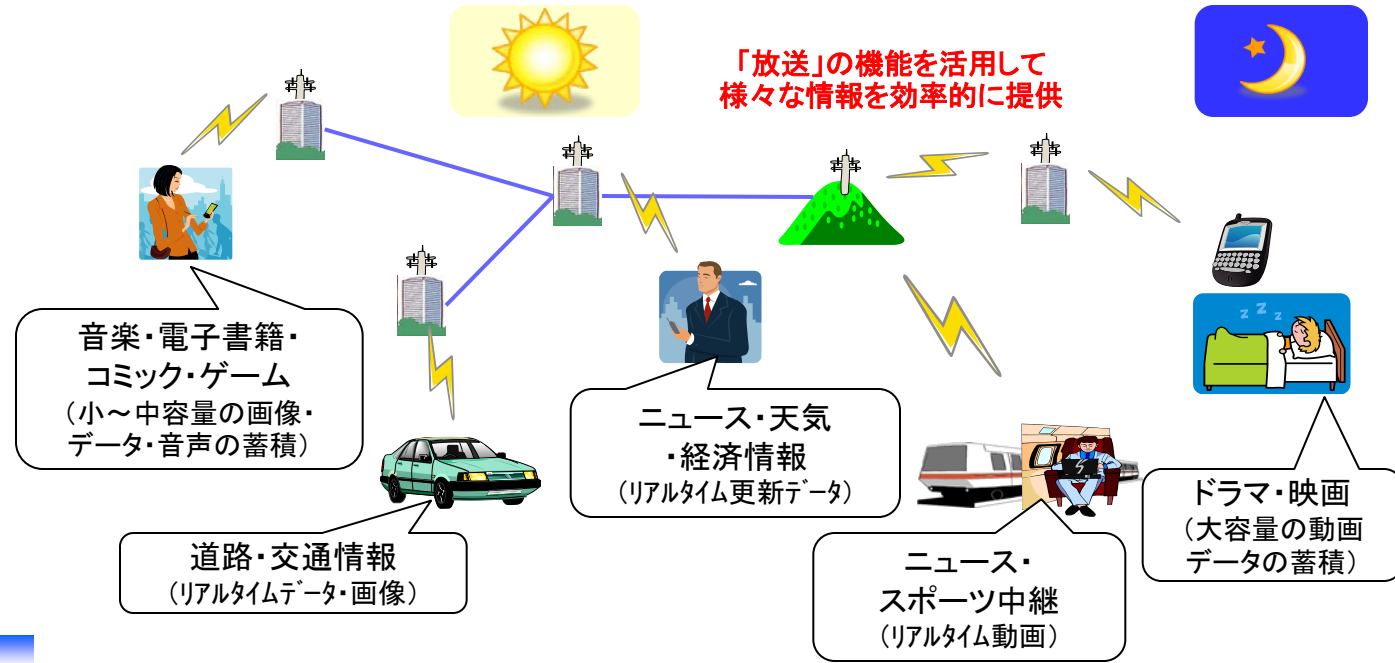 「放送」の機能を活用して
様々な情報を効率的に提供
音楽・電子書籍・
コミック・ゲーム
（小～中容量の画像・
データ・音声の蓄積）
道路・交通情報
（ﾘｱﾙﾀｲﾑﾃﾞｰﾀ・画像）
ニュース・天気
・経済情報
（ﾘｱﾙﾀｲﾑ更新ﾃﾞｰﾀ）
ニュース・
スポーツ中継
（ﾘｱﾙﾀｲﾑ動画）
z z z
ドラマ・映画
（大容量の動画
データの蓄積）